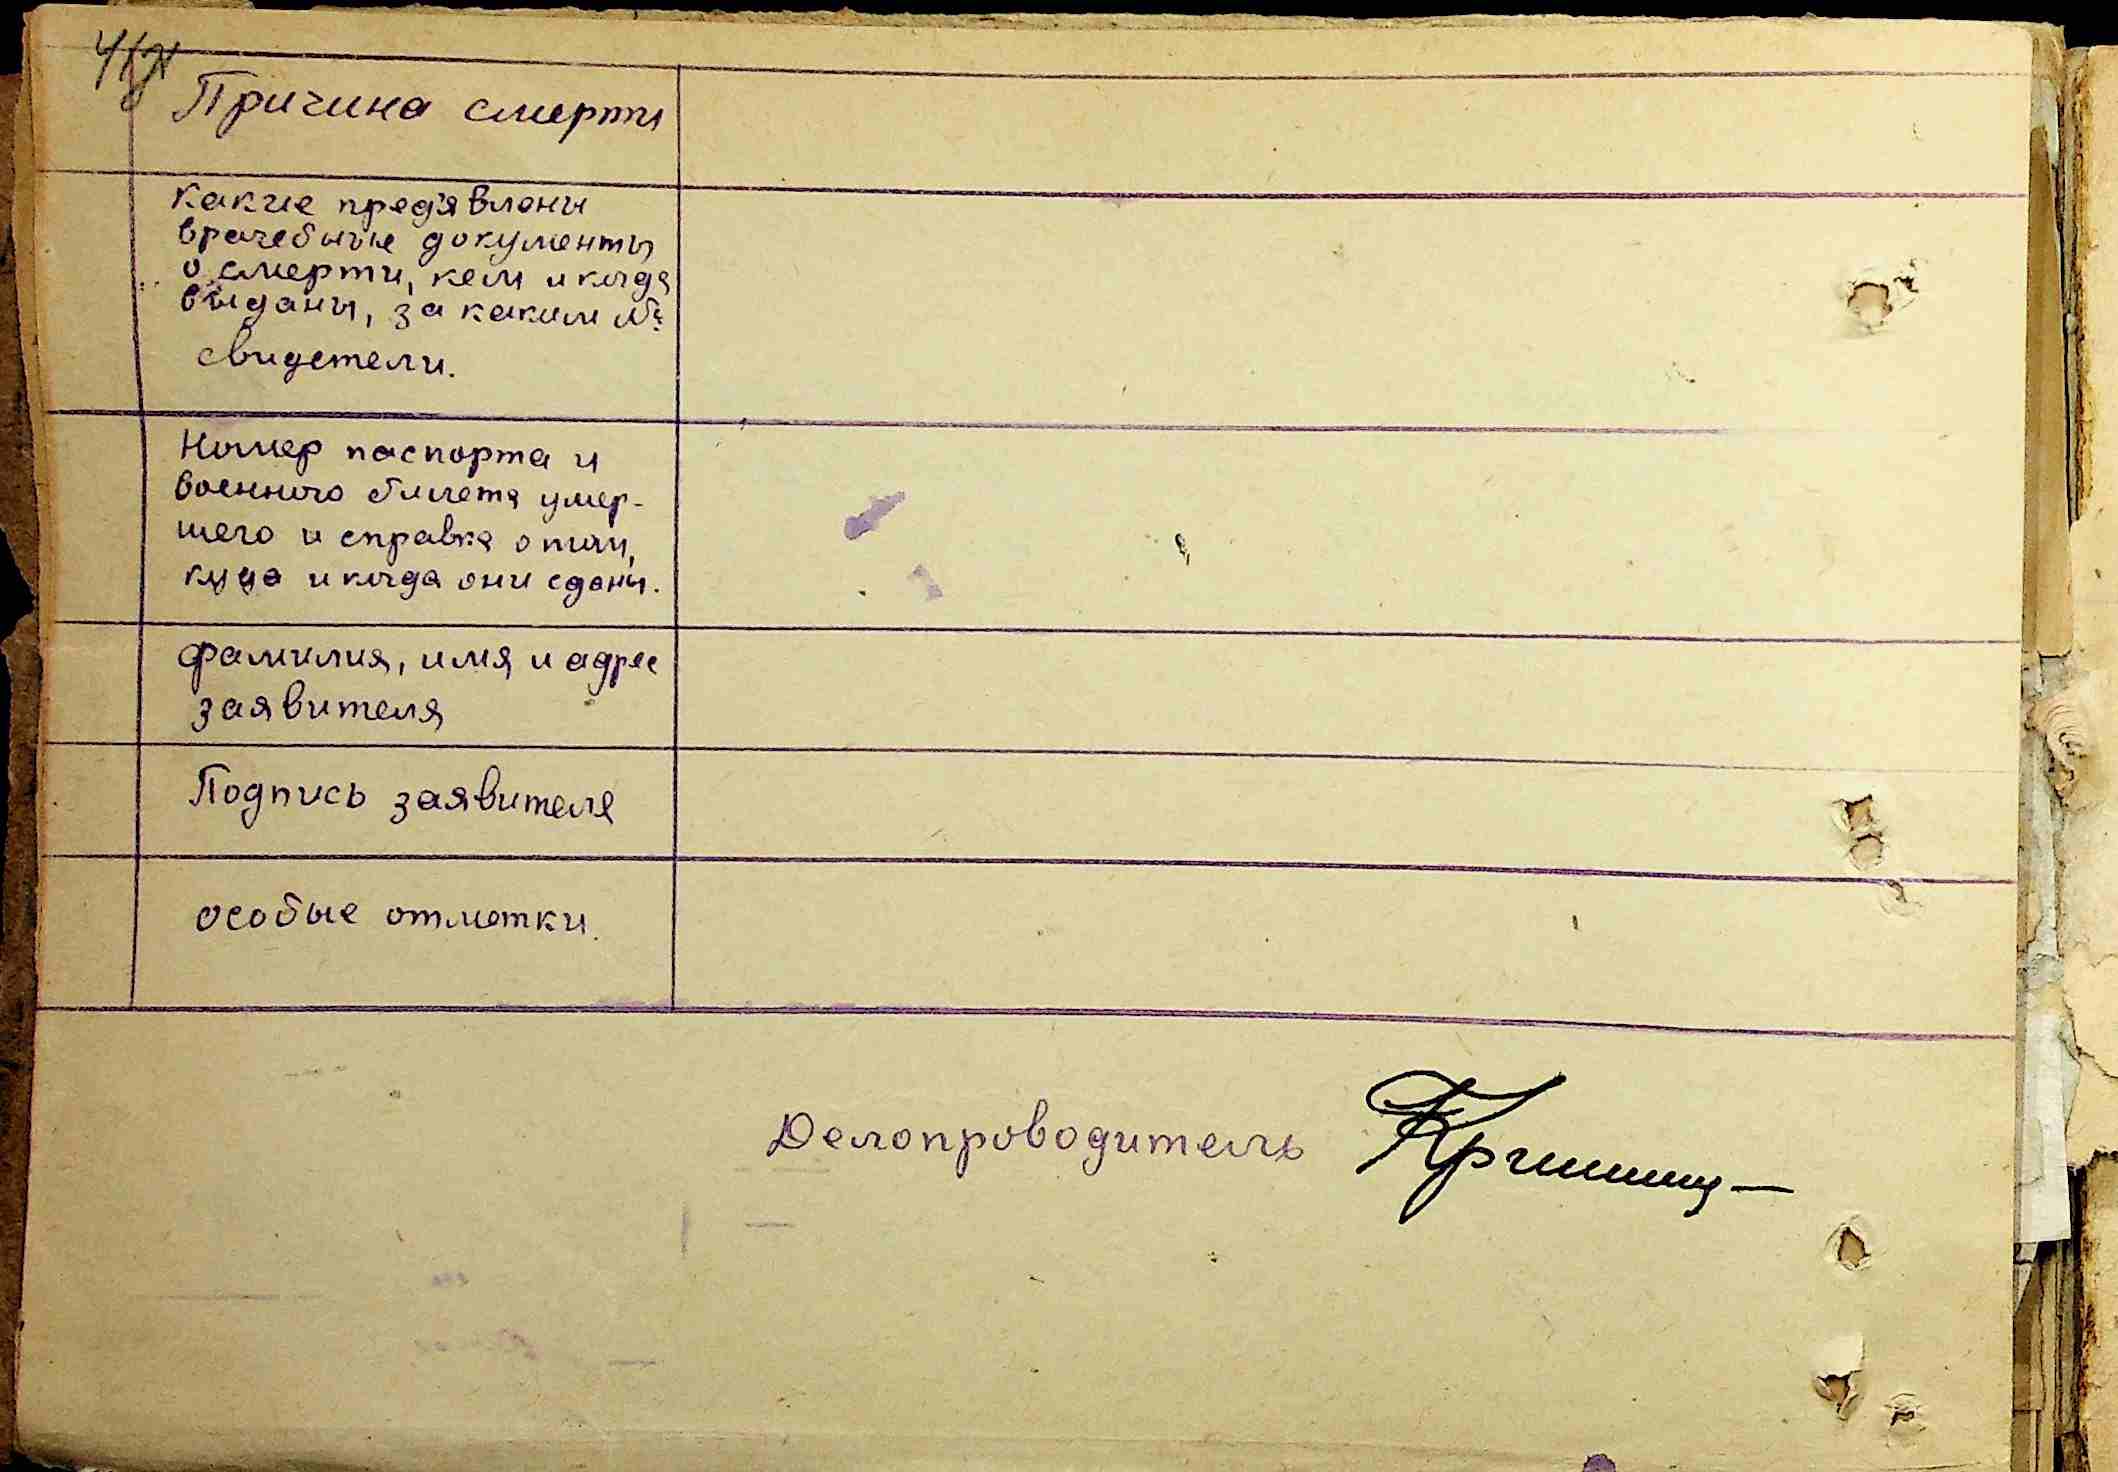 Причина смерти
Какие предъявлены
врачебные документы
о смерти, кем и когда
выданы, за каким №
свидетели.
Номер паспорта и
военного билета умер-
шего и справка о том,
куда и когда они сданы.
фамилия, имя и адрес
заявителя
Подпись заявителя
особые отметки.
Делопроводитель